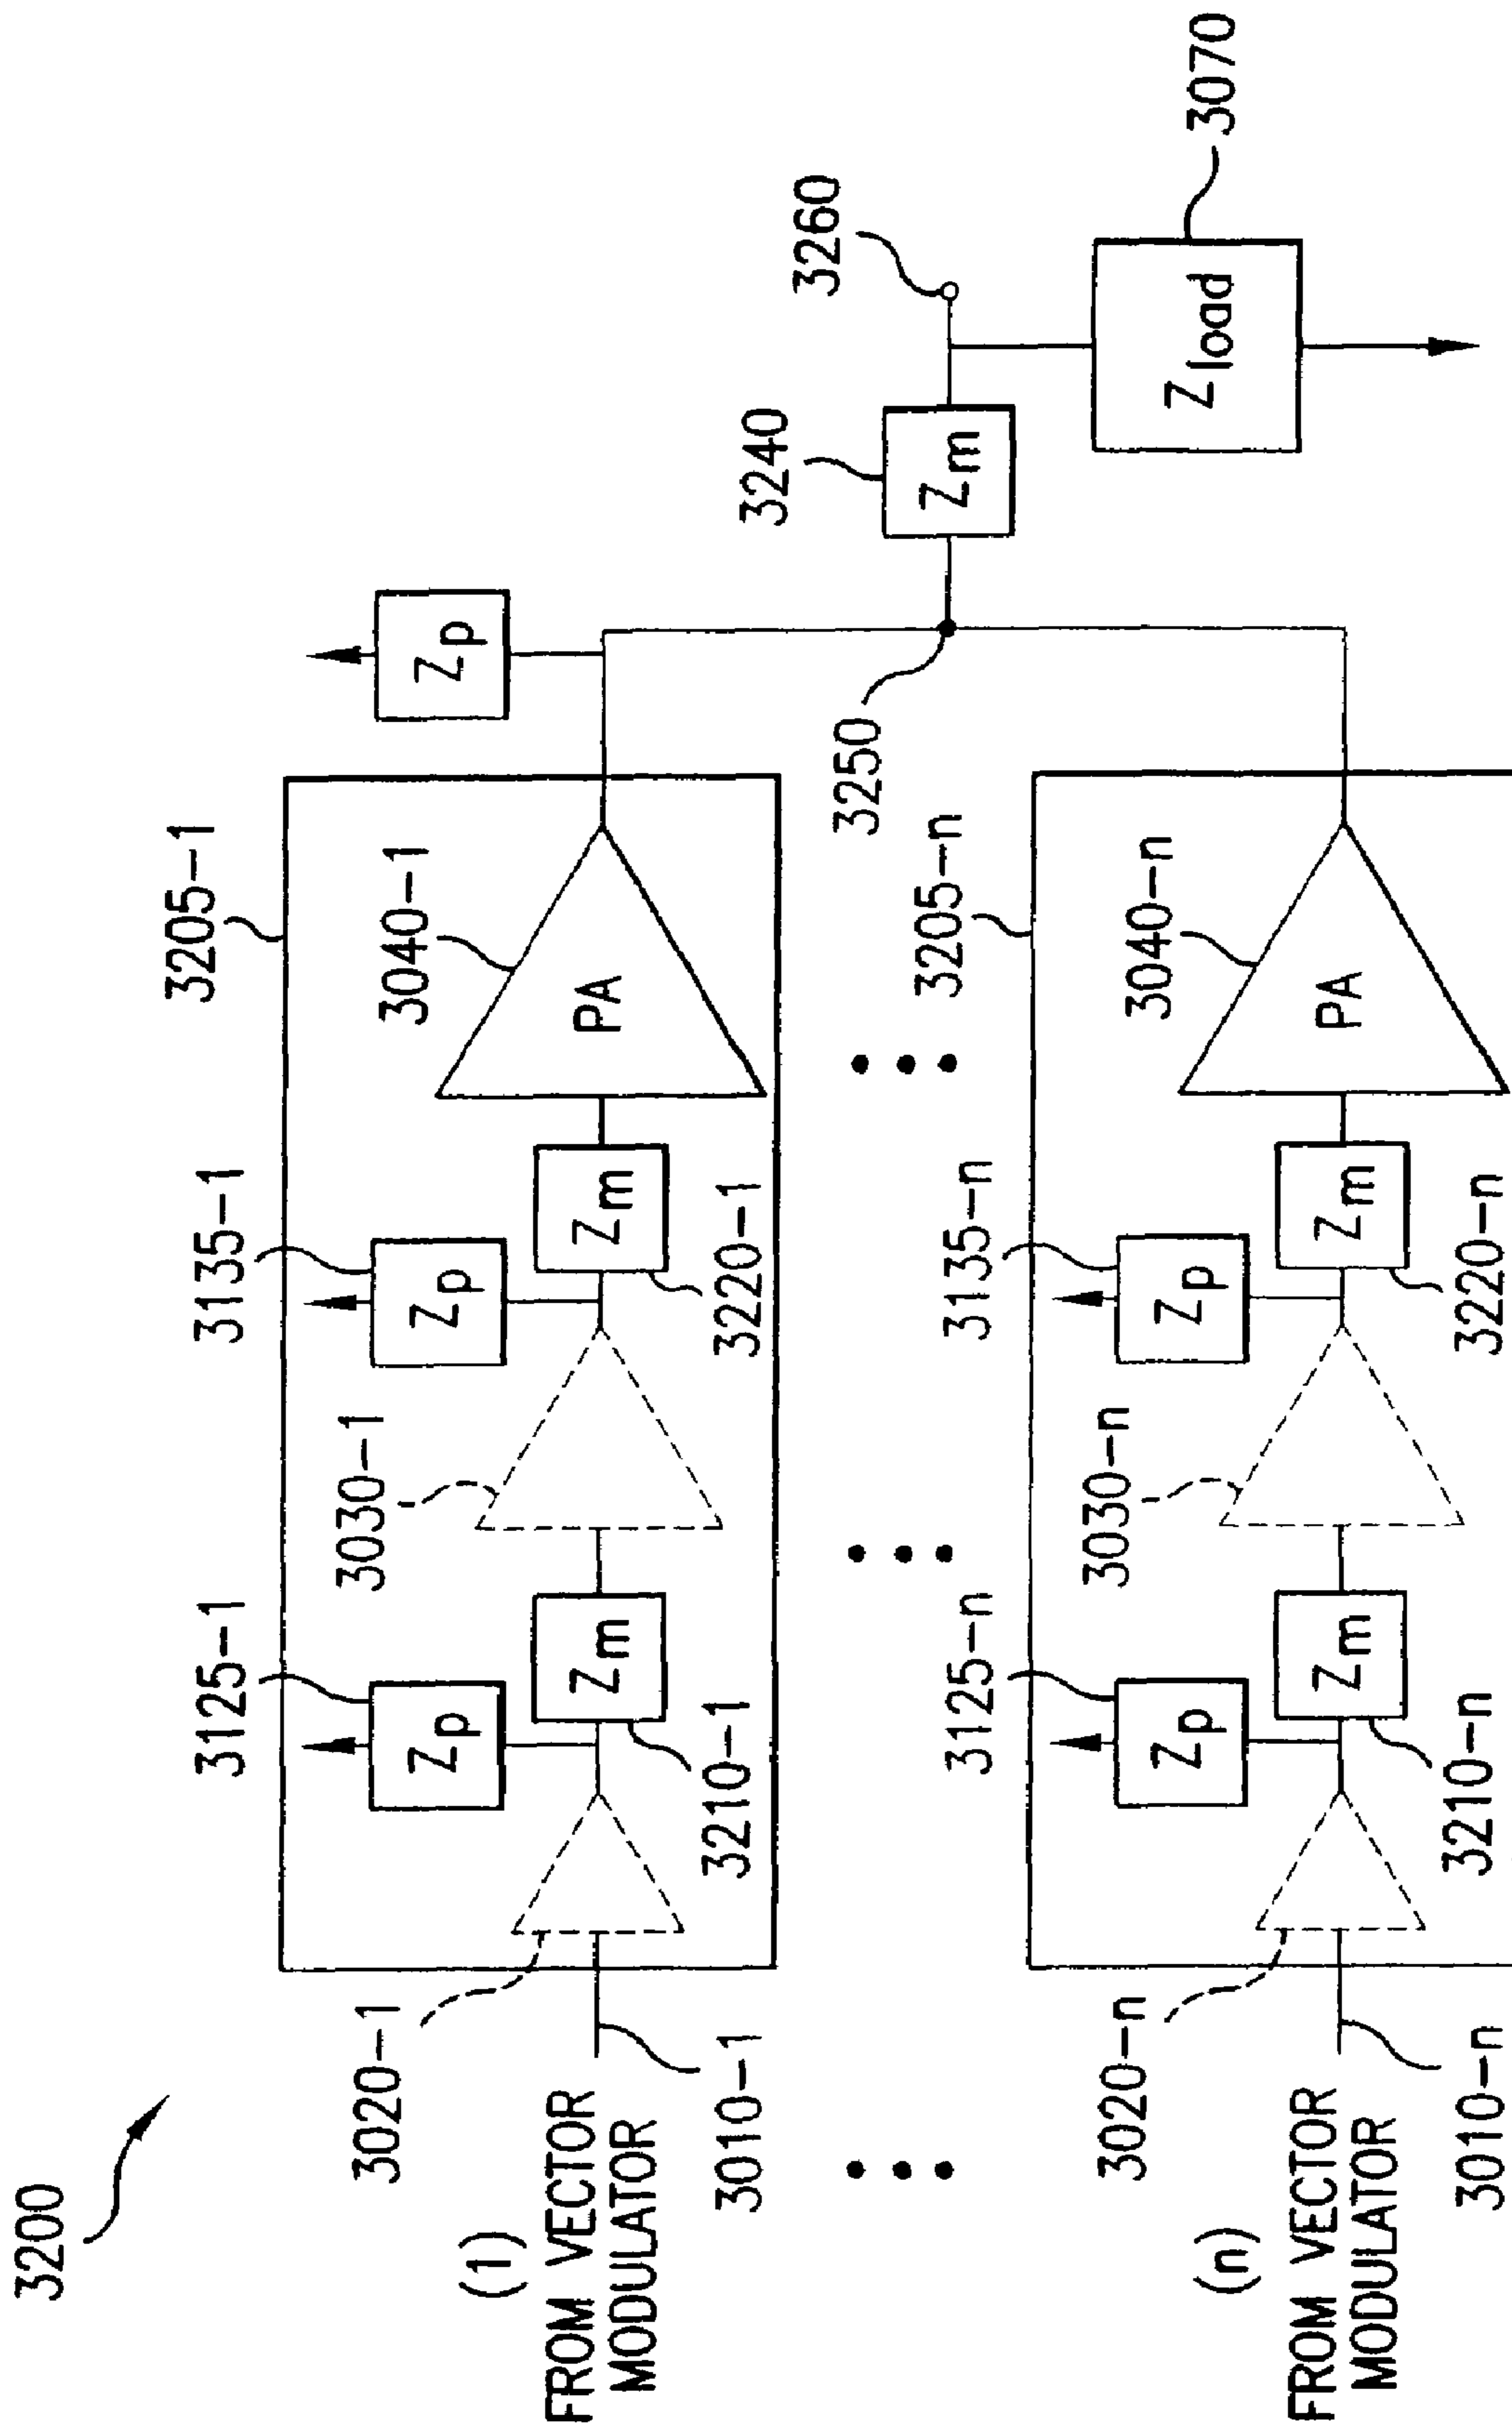 3200
(1)
FROM VECTOR
MODULATOR
3010-1
3020-1
3125-1
Zp
Zm
3210-1
3030-1
3135-1
Zp
Zm
3220-1
3205-1
3040-1
PA
Zp
3250
3240
Zm
3260
Zload
3070
(n)
FROM VECTOR
MODULATOR
3010-n
3020-n
3125-n
Zp
Zm
3210-n
3030-n
3135-n
Zp
Zm
3220-n
3205-n
3040-n
PA